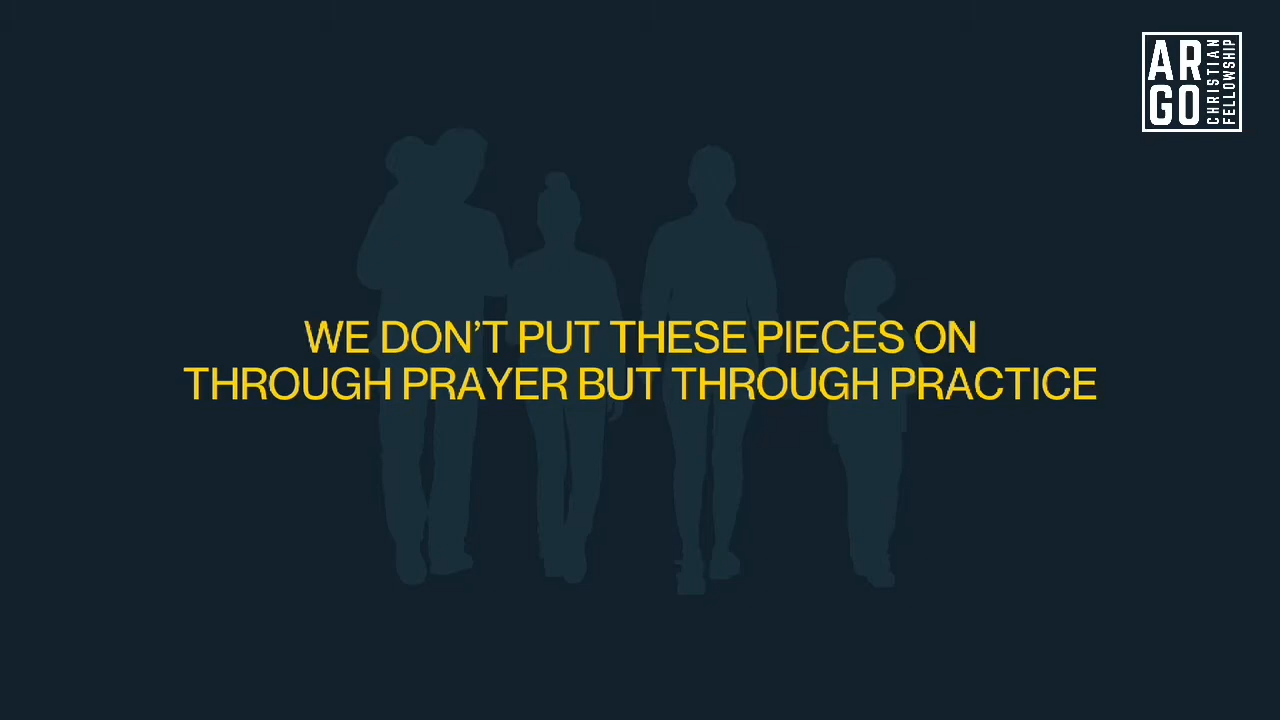 AR
GO
CHRISTIAN
FELLOWSHIP
WE DON'T PUT THESE PIECES ON
THROUGH PRAYER BUT THROUGH PRACTICE